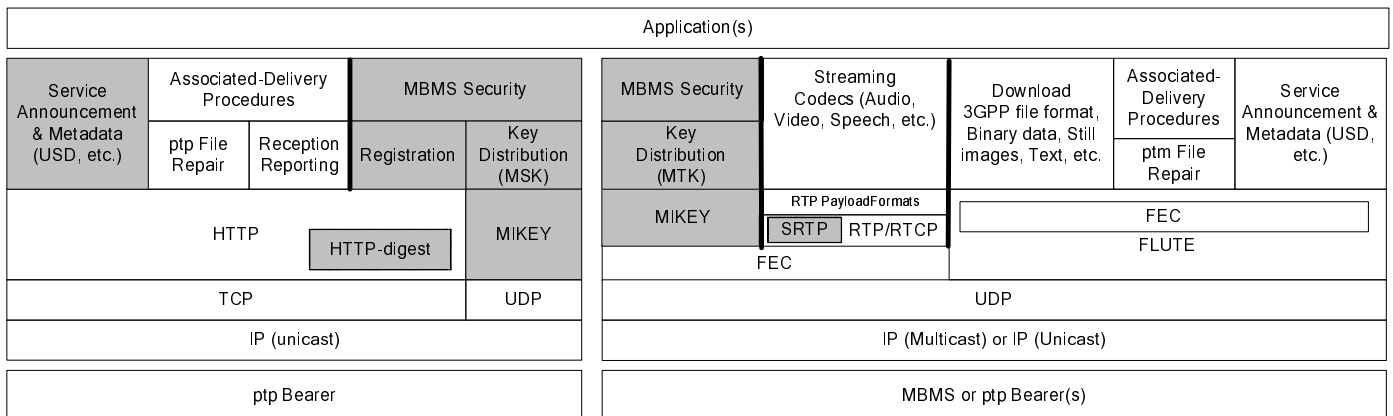 Application(s)
Service
Announcement
& Metadata
(USD, etc.)
Associated-Delivery
Procedures
ptp File
Repair
Reception
Reporting
MBMS Security
Registration
Key
Distribution
(MSK)
HTTP
HTTP-digest
MIKEY
TCP
UDP
IP (unicast)
ptp Bearer
MBMS Security
Key
Distribution
(MTK)
MIKEY
Streaming
Codecs (Audio,
Video, Speech, etc.)
RTP PayloadFormats
SRTP
RTP/RTCP
FEC
Download
3GPP file format,
Binary data, Still
images, Text, etc.
Associated-
Delivery
Procedures
ptm File
Repair
Service
Announcement &
Metadata (USD,
etc.)
FEC
FLUTE
UDP
IP (Multicast) or IP (Unicast)
MBMS or ptp Bearer(s)